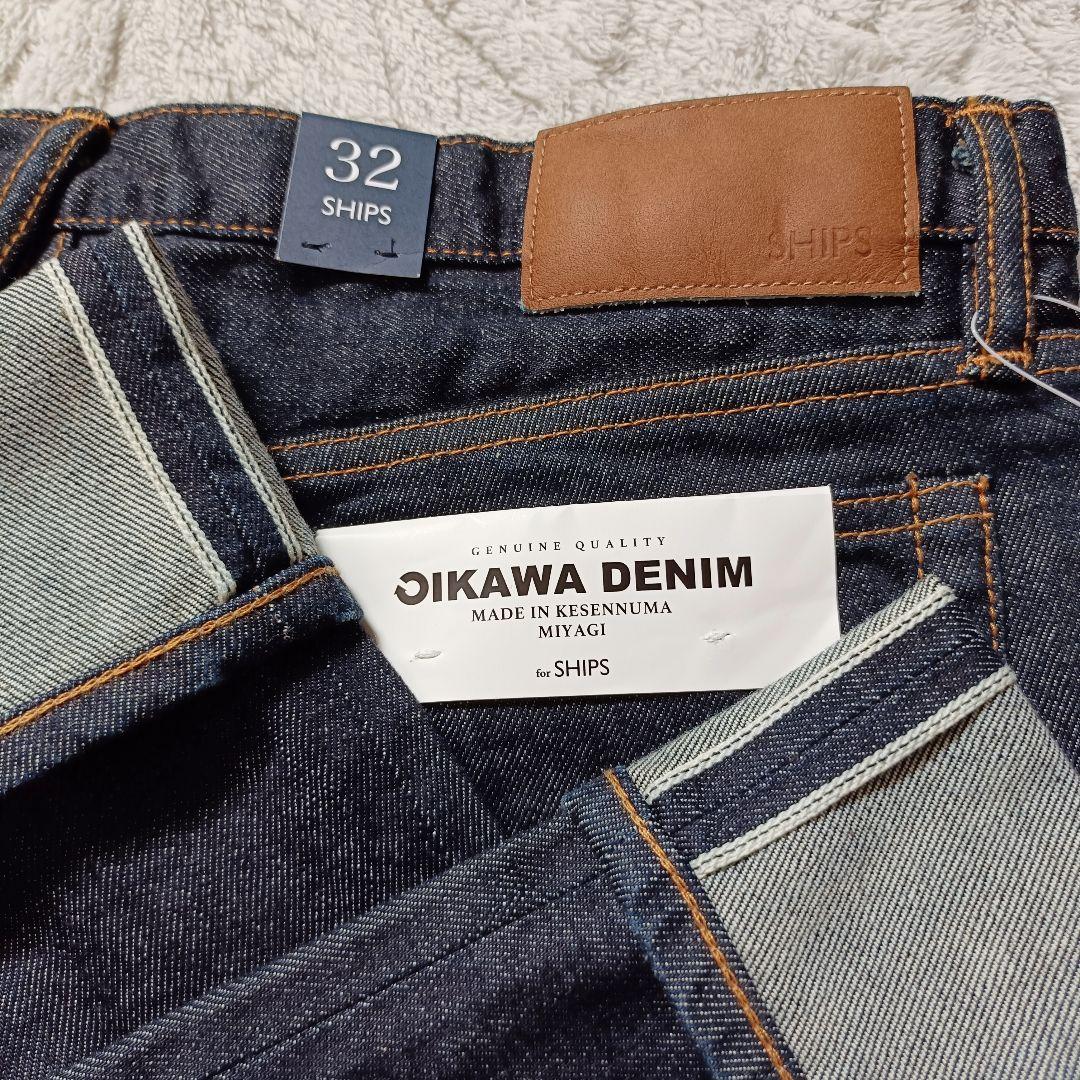 32
SHIPS
SHIPS
GENUINE QUALITY
OIKAWA DENIM
MADE IN KESENNUMA
MIYAGI
for SHIPS